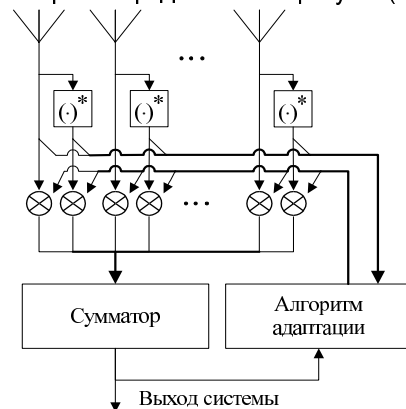 ...
(·)* (·)* (·)*
...
Сумматор
Алгоритм
адаптации
Выход системы